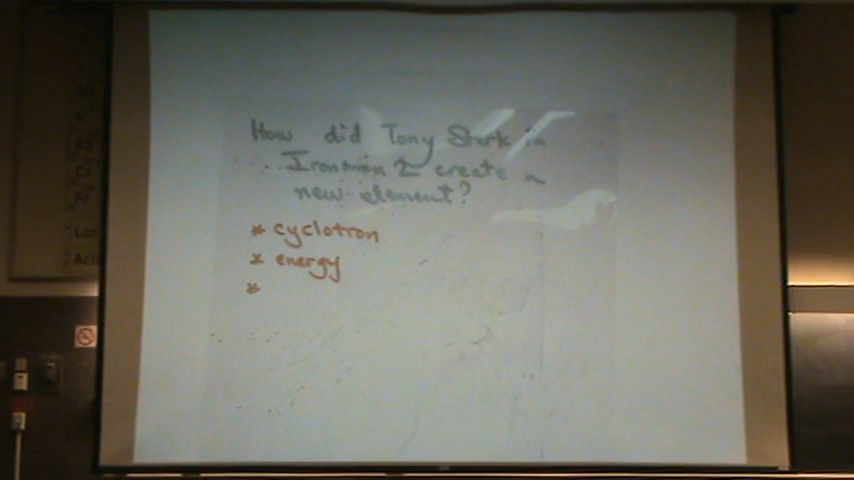 How did Tony Stark in
Ironman 2 create a
new element?
* cyclotron
* energy
*